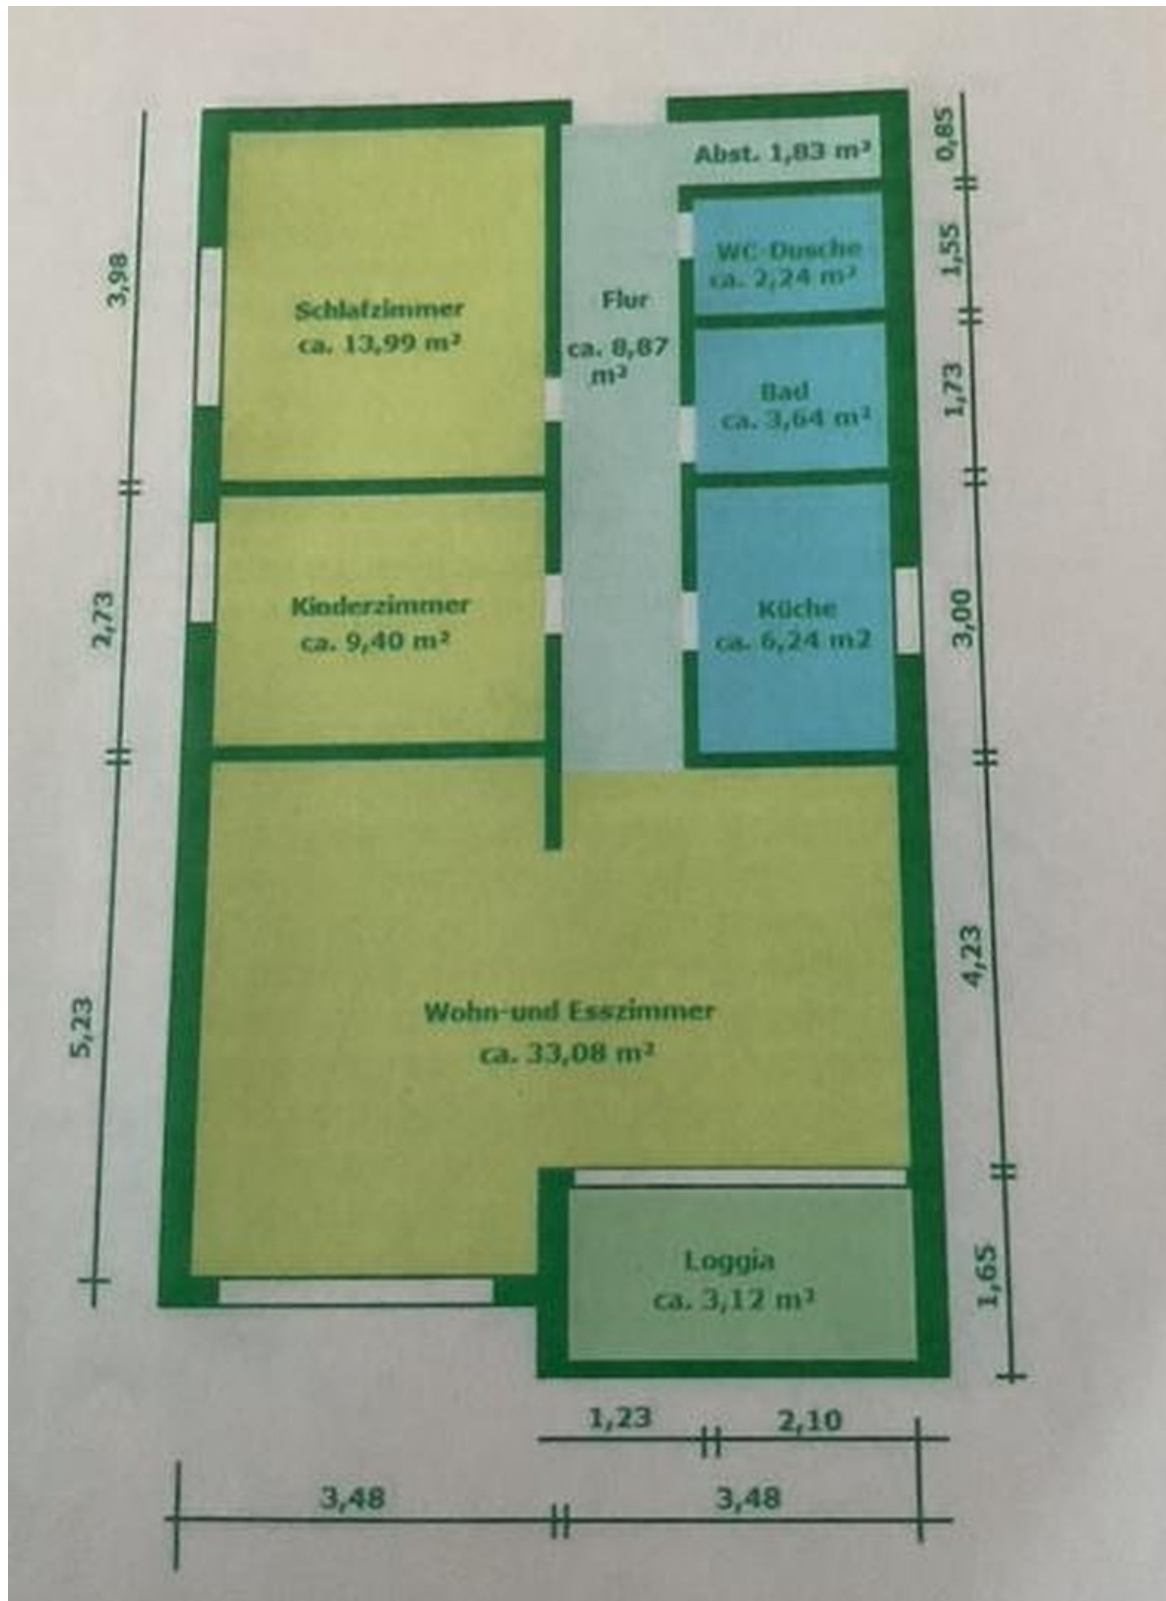 0,85
Abst. 1,83 m²
1,55
WC-Dusche
ca. 2,24 m²
3,98
Flur
Schlafzimmer
ca. 13,99 m²
ca. 8,87
m²
1,73
Bad
ca. 3,64 m²
2,73
Kinderzimmer
ca. 9,40 m²
Küche
ca. 6,24 m2
3,00
4,23
5,23
Wohn-und Esszimmer
ca. 33,08 m²
1,65
Loggia
ca. 3,12 m²
1,23
2,10
3,48
3,48